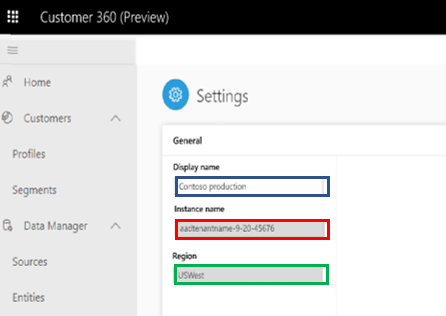 Customer 360 (Preview)
Home
Customers
Profiles
Segments
Data Manager
Sources
Entities
Settings
General
Display name
Contoso production
Instance name
aadtenantname-9-20-45676
Region
USWest